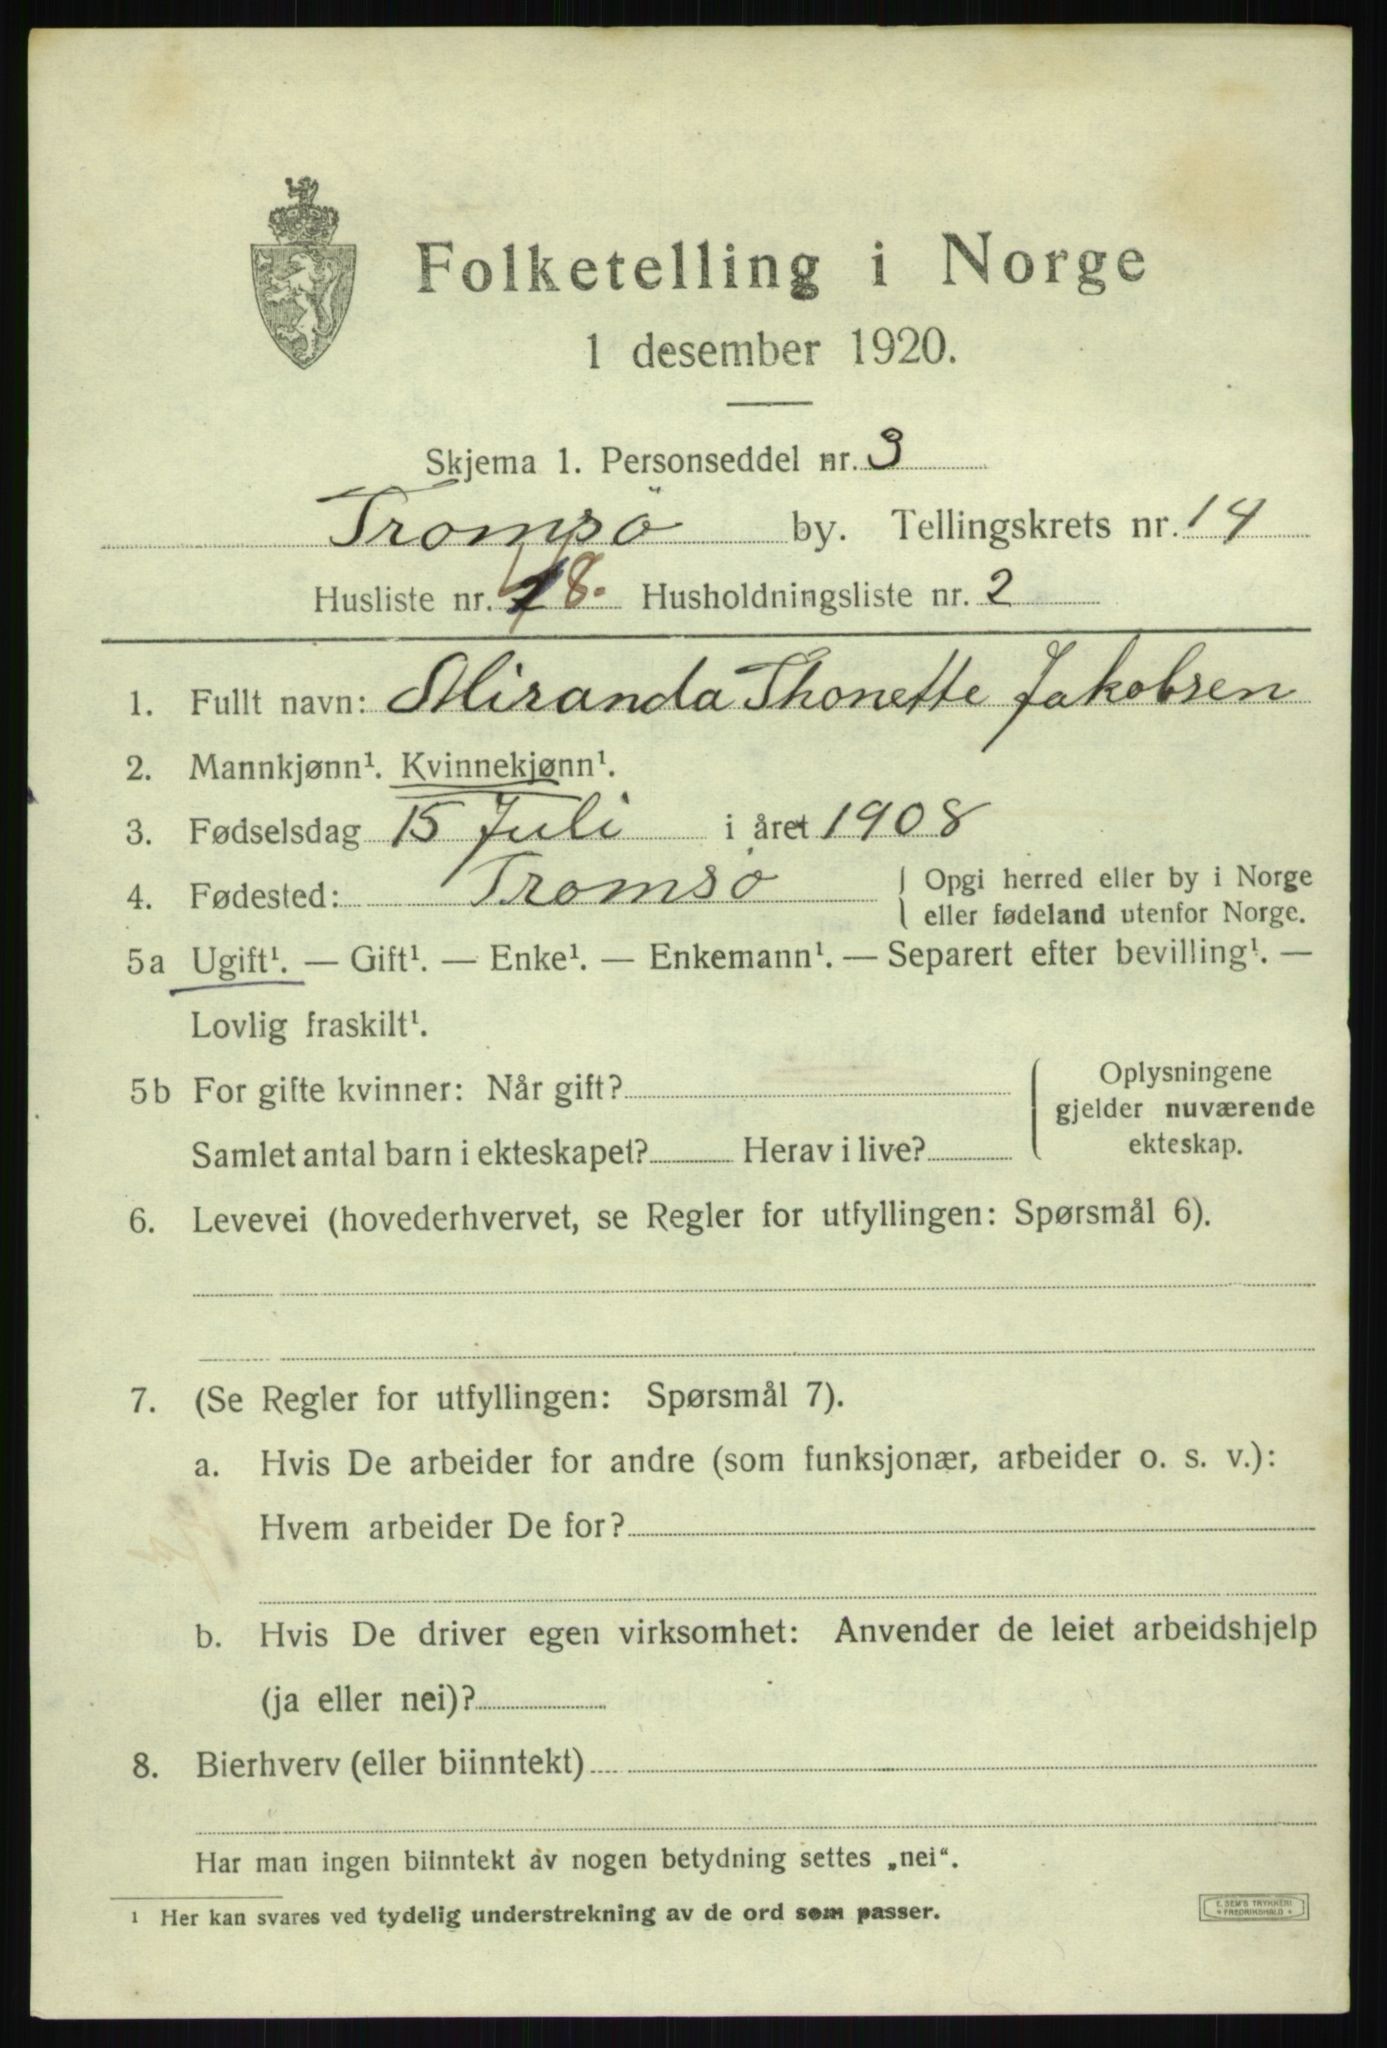 Folketelling i Norge
1 desember 1920.
Skjema 1. Personseddel nr. 3
Tromsö by. Tellingskrets nr. 14
Husliste nr. 8. Husholdningsliste nr. 2
1. Fullt navn: Miranda Thonette Jakobsen
2. Mannkjønn¹. Kvinnekjønn¹.
3. Fødselsdag 15 Juli i året 1908
4. Fødested: Tromsö { Opgi herred eller by i Norge
eller fødeland utenfor Norge.
5a Ugift¹. — Gift¹. — Enke¹. — Enkemann¹. — Separert efter bevilling¹. —
Lovlig fraskilt¹.
5b For gifte kvinner: Når gift?
Samlet antal barn i ekteskapet? Herav i live?
Oplysningene
gjelder nuværende
ekteskap.
6. Levevei (hovederhvervet, se Regler for utfyllingen: Spørsmål 6).
7. (Se Regler for utfyllingen: Spørsmål 7).
a. Hvis De arbeider for andre (som funksjonær, arbeider o. s. v.):
Hvem arbeider De for?
b. Hvis De driver egen virksomhet: Anvender de leiet arbeidshjelp
(ja eller nei)?
8. Bierhverv (eller biinntekt)
Har man ingen biinntekt av nogen betydning settes „nei“.
¹ Her kan svares ved tydelig understrekning av de ord som passer.
E. SEM'S TRYKKERI
FREDRIKSHALD